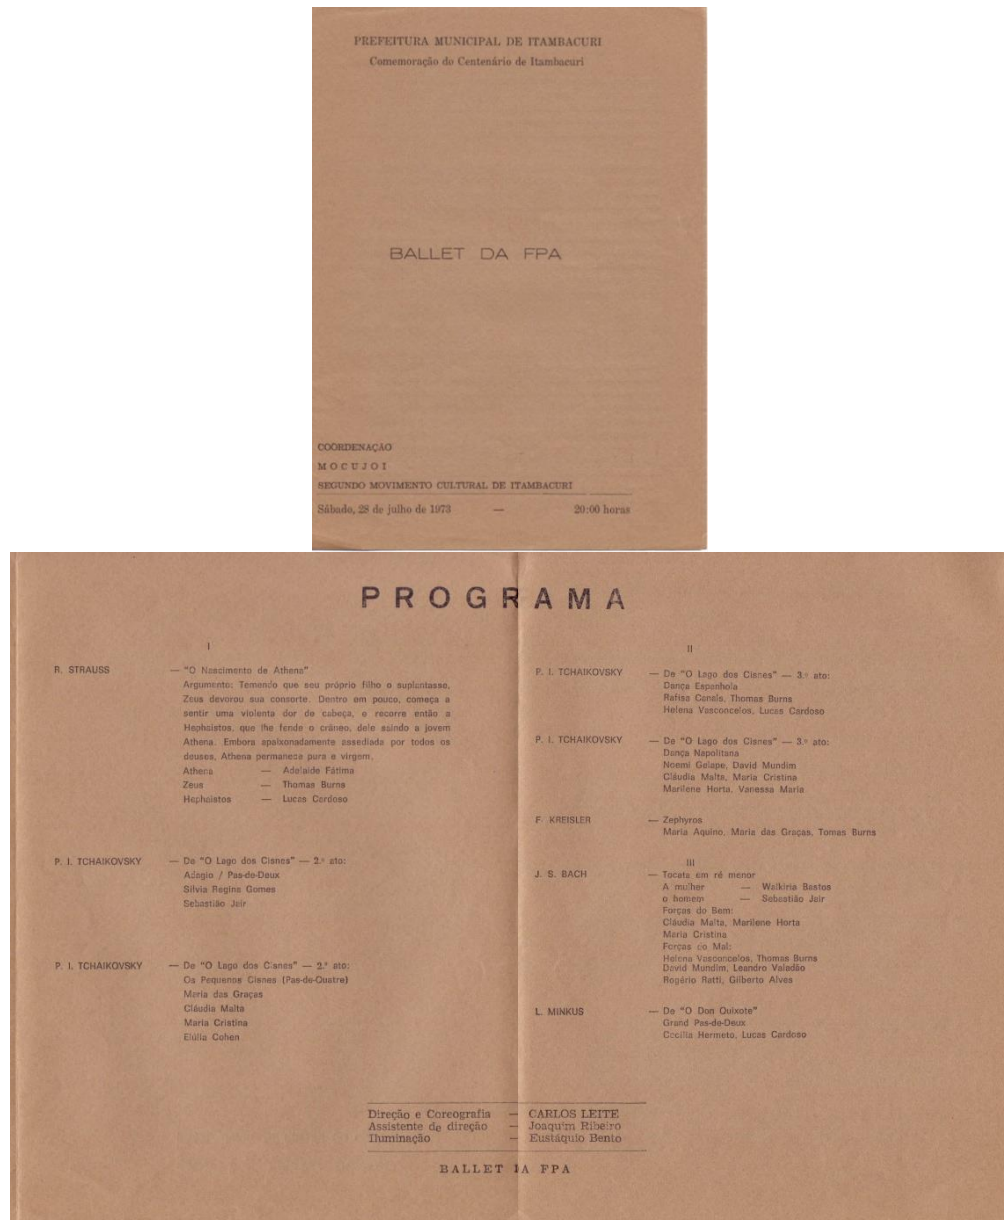 PREFEITURA MUNICIPAL DE ITAMBACURI
Comemoração do Centenário de Itambacuri
BALLET DA FPA
COORDENAÇÃO
MOCUJOI
SEGUNDO MOVIMENTO CULTURAL DE ITAMBACURI
Sábado, 28 de julho de 1973 — 20:00 horas
PROGRAMA
I
R. STRAUSS — "O Nascimento de Athena"
Argumento: Temendo que seu próprio filho o suplantasse,
Zeus devorou sua consorte. Dentro em pouco, começa a
sentir uma violenta dor de cabeça, e recorre então a
Hephaistos, que lhe fende o crâneo, dele saindo a jovem
Athena. Embora apaixonadamente assediada por todos os
deuses, Athena permanece pura e virgem.
Athena — Adelaide Fátima
Zeus — Thomas Burns
Hephaistos — Lucas Cardoso
P. I. TCHAIKOVSKY — De "O Lago dos Cisnes" — 2.º ato:
Adagio / Pas-de-Deux
Silvia Regina Gomes
Sebastião Jair
P. I. TCHAIKOVSKY — De "O Lago dos Cisnes" — 2.º ato:
Os Pequenos Cisnes (Pas-de-Quatre)
Maria das Graças
Cláudia Malta
Maria Cristina
Elúlia Cohen
II
P. I. TCHAIKOVSKY — De "O Lago dos Cisnes" — 3.º ato:
Dança Espanhola
Rafisa Canals, Thomas Burns
Helena Vasconcelos, Lucas Cardoso
P. I. TCHAIKOVSKY — De "O Lago dos Cisnes" — 3.º ato:
Dança Napolitana
Noemi Gelape, David Mundim
Cláudia Malta, Maria Cristina
Marilene Horta, Vanessa Maria
F. KREISLER — Zephyros
Maria Aquino, Maria das Graças, Tomas Burns
III
J. S. BACH — Tocata em ré menor
A mulher — Walkiria Bastos
o homem — Sebastião Jair
Forças do Bem:
Cláudia Malta, Marilene Horta
Maria Cristina
Forças do Mal:
Helena Vasconcelos, Thomas Burns
David Mundim, Leandro Valadão
Rogério Ratti, Gilberto Alves
L. MINKUS — De "O Don Quixote"
Grand Pas-de-Deux
Cecilia Hermeto, Lucas Cardoso
Direção e Coreografia — CARLOS LEITE
Assistente de direção — Joaquim Ribeiro
Iluminação — Eustáquio Bento
BALLET DA FPA